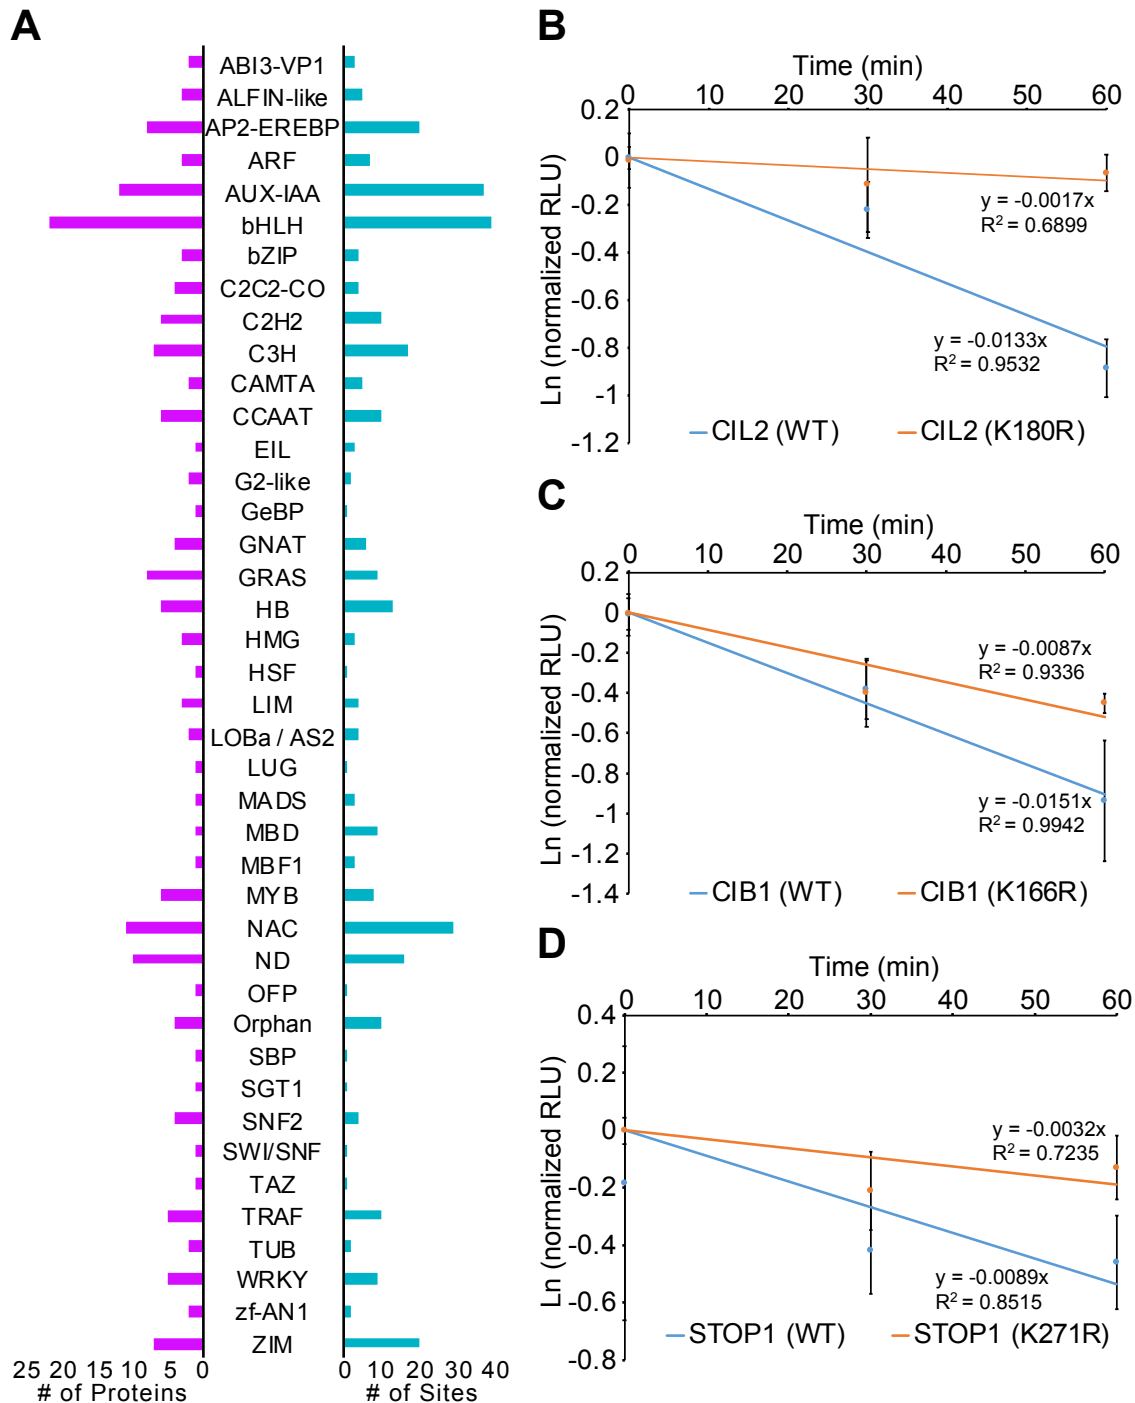 A
ABI3-VP1
ALFIN-like
AP2-EREBP
ARF
AUX-IAA
bHLH
bZIP
C2C2-CO
C2H2
C3H
CAMTA
CCAAT
EIL
G2-like
GeBP
GNAT
GRAS
HB
HMG
HSF
LIM
LOBa / AS2
LUG
MADS
MBD
MBF1
MYB
NAC
ND
OFP
Orphan
SBP
SGT1
SNF2
SWI/SNF
TAZ
TRAF
TUB
WRKY
zf-AN1
ZIM
25 20 15 10 5 0
0 10 20 30 40
# of Proteins
# of Sites
B
Time (min)
0 10 20 30 40 50 60
Ln (normalized RLU)
0.2
0
-0.2
-0.4
-0.6
-0.8
-1
-1.2
y = -0.0017x
R2 = 0.6899
y = -0.0133x
R2 = 0.9532
CIL2 (WT)
CIL2 (K180R)
C
Time (min)
0 10 20 30 40 50 60
Ln (normalized RLU)
0.2
0
-0.2
-0.4
-0.6
-0.8
-1
-1.2
-1.4
y = -0.0087x
R2 = 0.9336
y = -0.0151x
R2 = 0.9942
CIB1 (WT)
CIB1 (K166R)
D
Time (min)
0 10 20 30 40 50 60
Ln (normalized RLU)
0.4
0.2
0
-0.2
-0.4
-0.6
-0.8
y = -0.0032x
R2 = 0.7235
y = -0.0089x
R2 = 0.8515
STOP1 (WT)
STOP1 (K271R)